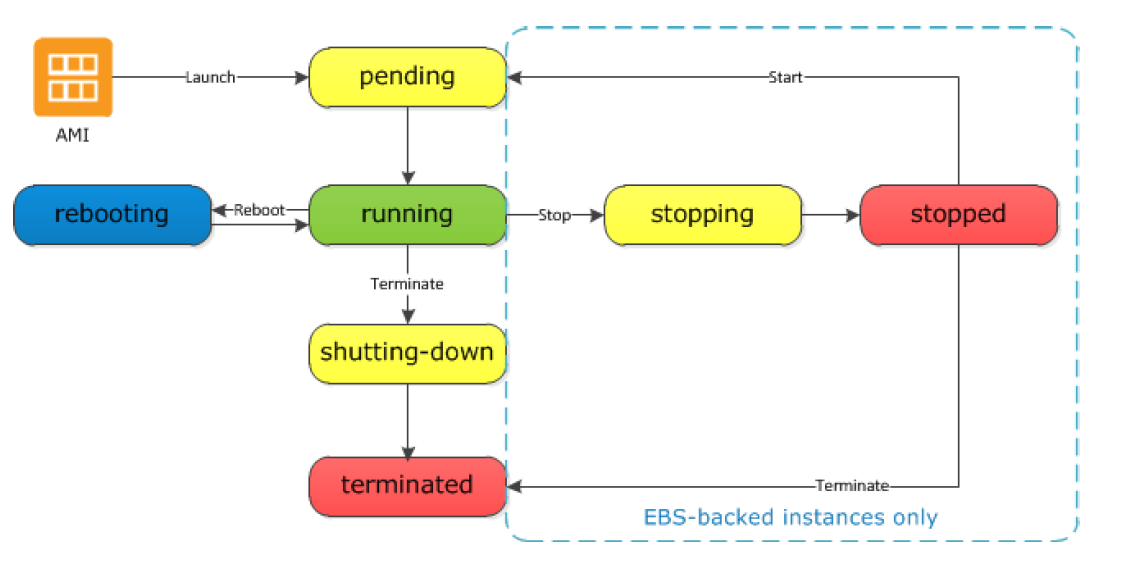 pending
Launch
Start
AMI
rebooting
Reboot
running
Stop
stopping
stopped
Terminate
shutting-down
terminated
Terminate
EBS-backed instances only